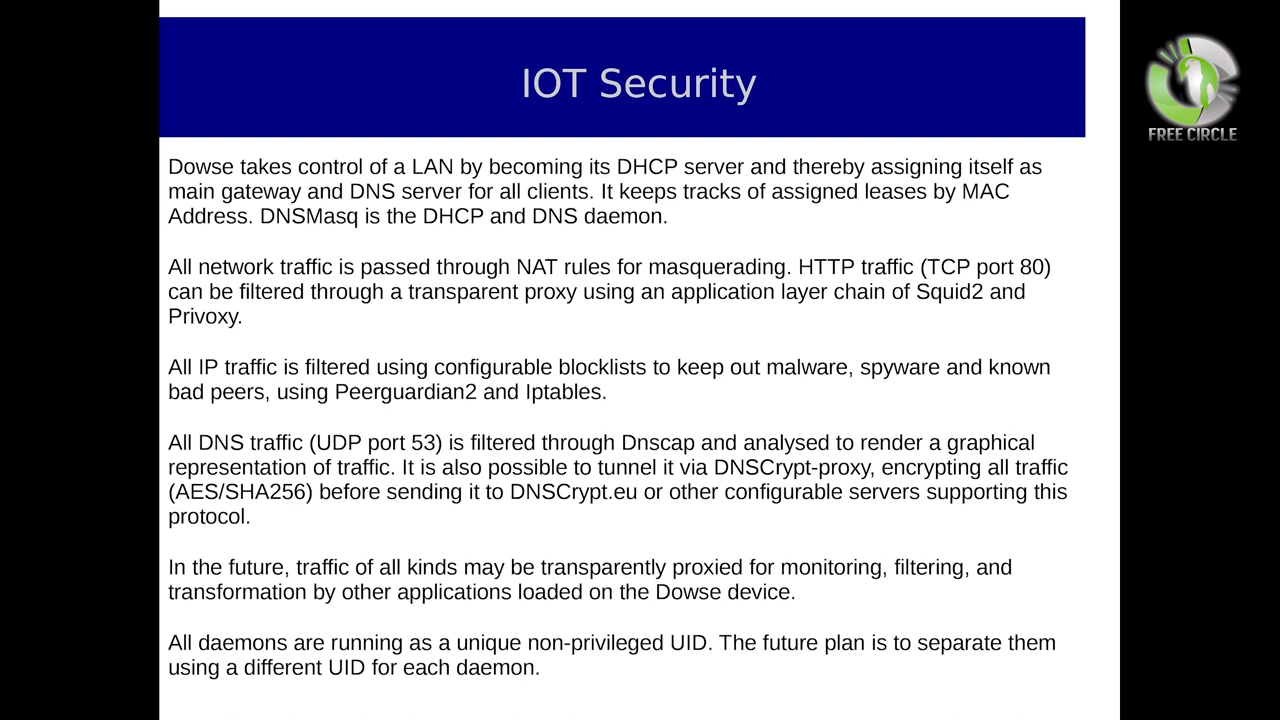 IOT Security
FREE CIRCLE
Dowse takes control of a LAN by becoming its DHCP server and thereby assigning itself as
main gateway and DNS server for all clients. It keeps tracks of assigned leases by MAC
Address. DNSMasq is the DHCP and DNS daemon.
All network traffic is passed through NAT rules for masquerading. HTTP traffic (TCP port 80)
can be filtered through a transparent proxy using an application layer chain of Squid2 and
Privoxy.
All IP traffic is filtered using configurable blocklists to keep out malware, spyware and known
bad peers, using Peerguardian2 and Iptables.
All DNS traffic (UDP port 53) is filtered through Dnscap and analysed to render a graphical
representation of traffic. It is also possible to tunnel it via DNSCrypt-proxy, encrypting all traffic
(AES/SHA256) before sending it to DNSCrypt.eu or other configurable servers supporting this
protocol.
In the future, traffic of all kinds may be transparently proxied for monitoring, filtering, and
transformation by other applications loaded on the Dowse device.
All daemons are running as a unique non-privileged UID. The future plan is to separate them
using a different UID for each daemon.